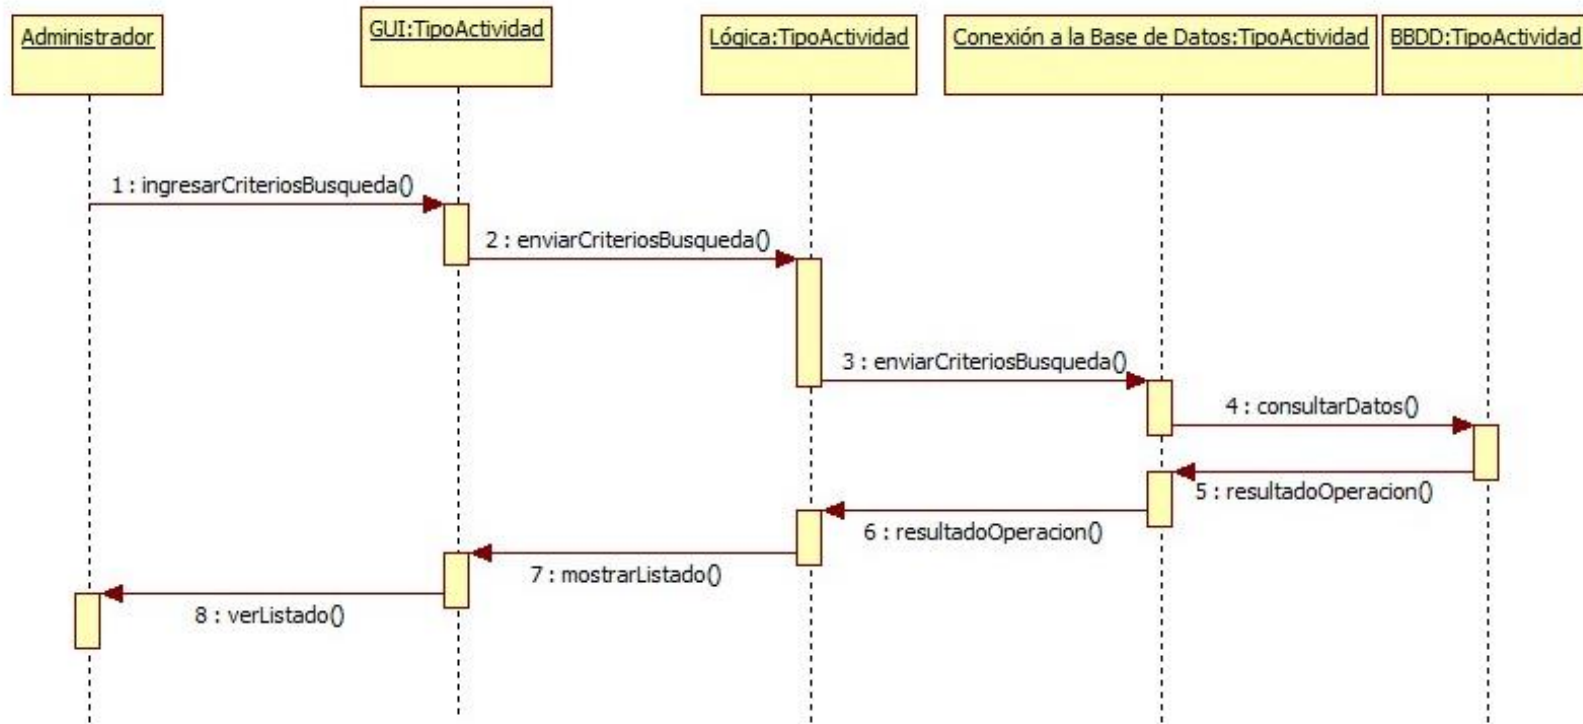 Administrador
GUI:TipoActividad
Lógica:TipoActividad
Conexión a la Base de Datos:TipoActividad
BBDD:TipoActividad
1 : ingresarCriteriosBusqueda()
2 : enviarCriteriosBusqueda()
3 : enviarCriteriosBusqueda()
4 : consultarDatos()
5 : resultadoOperacion()
6 : resultadoOperacion()
7 : mostrarListado()
8 : verListado()